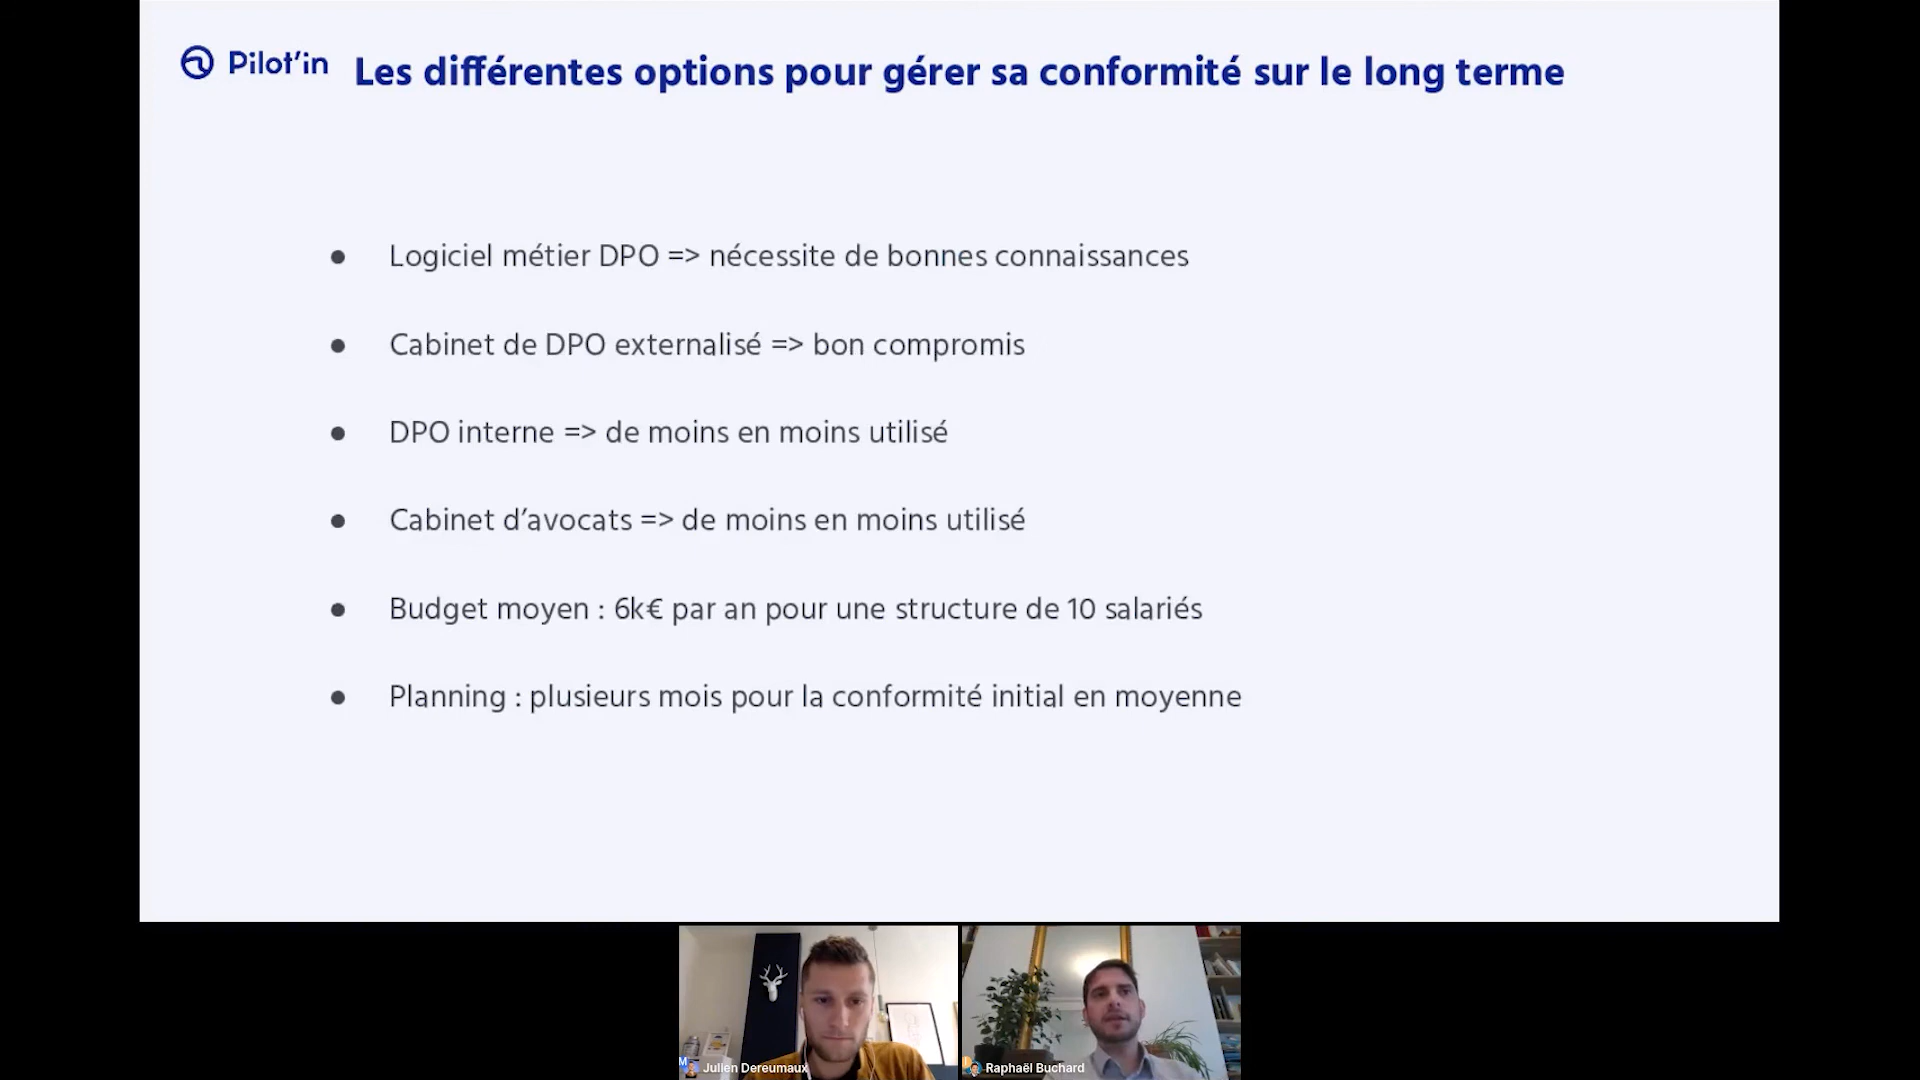 Pilot'in
Les différentes options pour gérer sa conformité sur le long terme
● Logiciel métier DPO => nécessite de bonnes connaissances
● Cabinet de DPO externalisé => bon compromis
● DPO interne => de moins en moins utilisé
● Cabinet d’avocats => de moins en moins utilisé
● Budget moyen : 6k€ par an pour une structure de 10 salariés
● Planning : plusieurs mois pour la conformité initial en moyenne
M
Julien Dereumaux
Raphaël Buchard